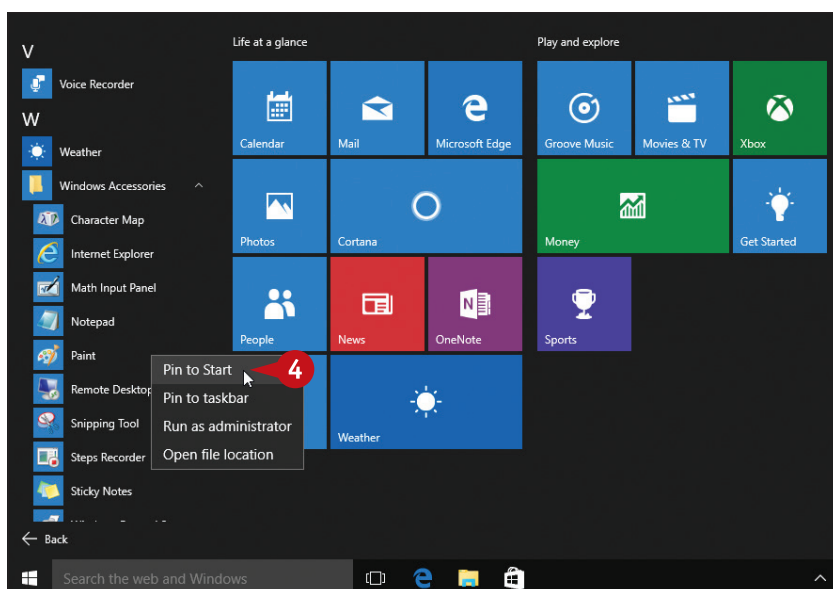 V
Voice Recorder
W
Weather
Windows Accessories
Character Map
Internet Explorer
Math Input Panel
Notepad
Paint
Remote Desktop
Snipping Tool
Steps Recorder
Sticky Notes
Back
Search the web and Windows
Life at a glance
Calendar
Mail
Microsoft Edge
Photos
Cortana
People
News
OneNote
Weather
Play and explore
Groove Music
Movies & TV
Xbox
Money
Get Started
Sports
Pin to Start
4
Pin to taskbar
Run as administrator
Open file location